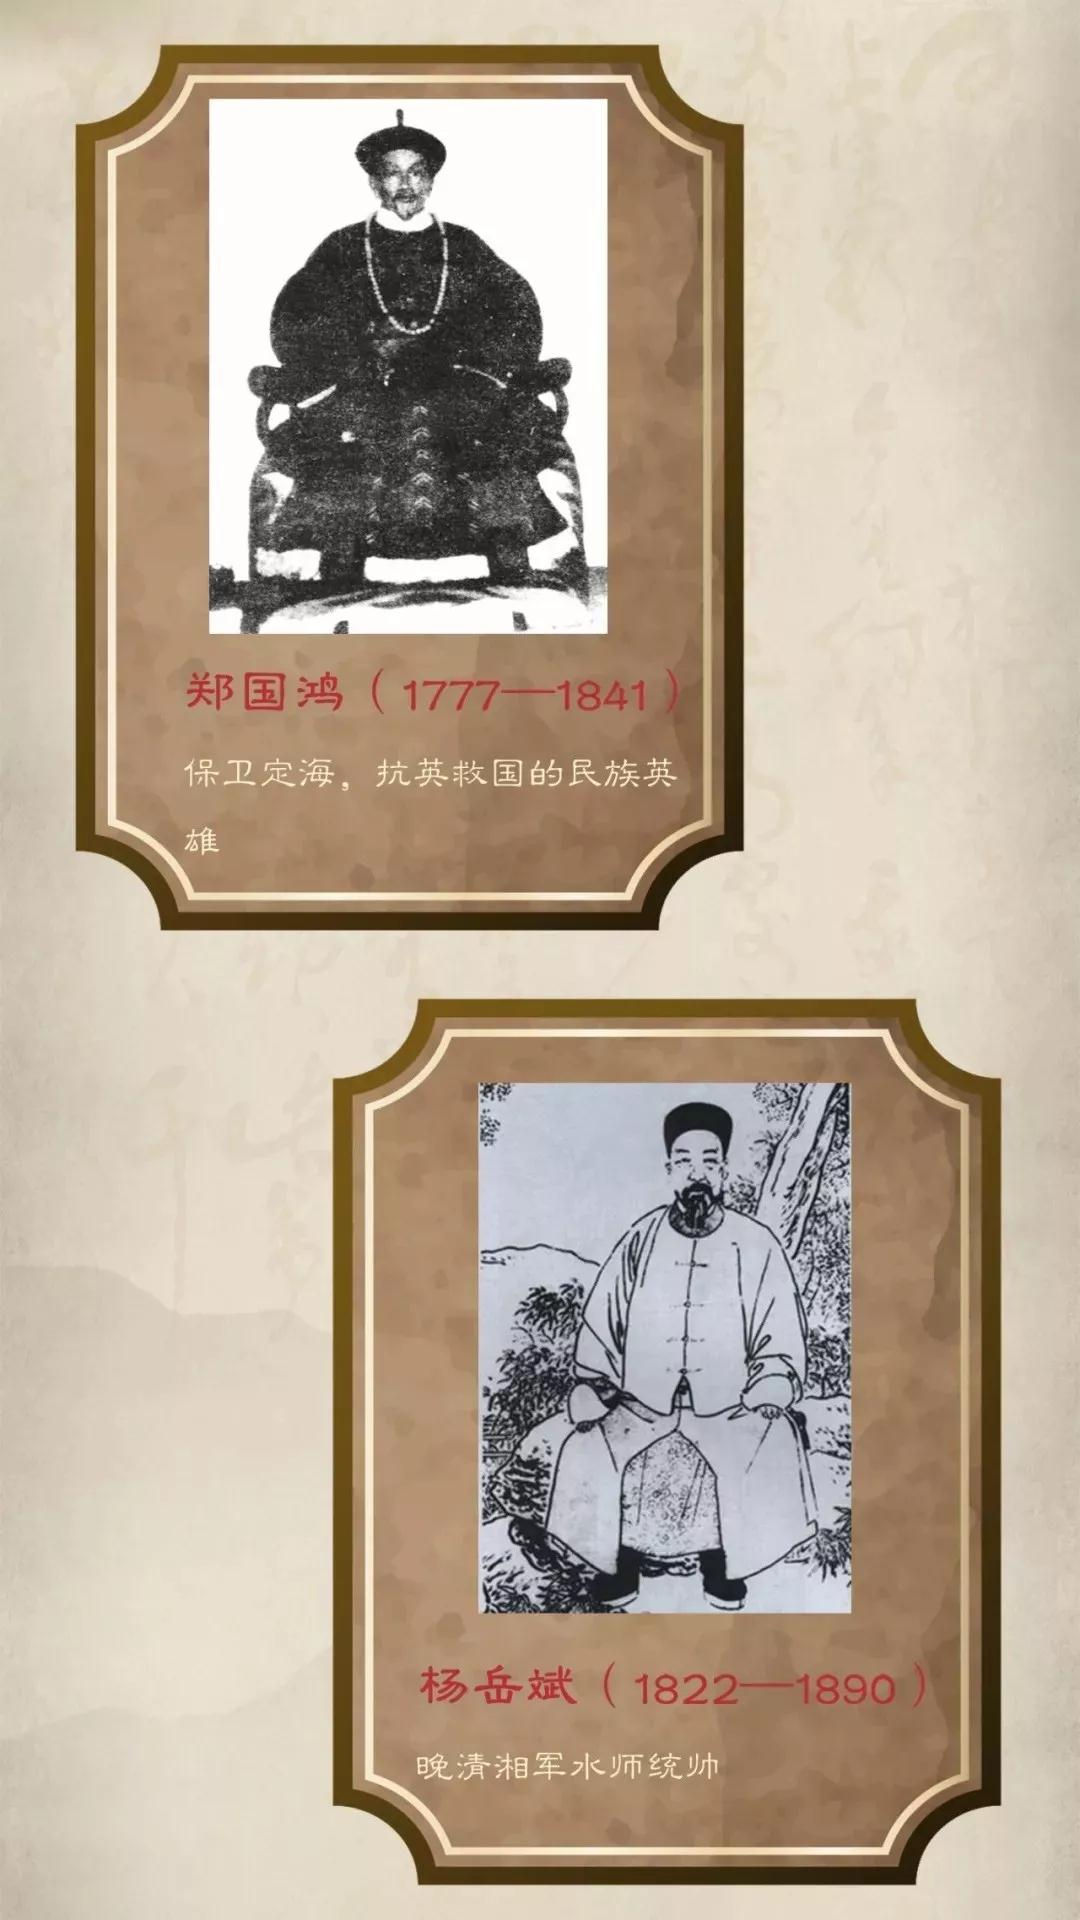 郑国鸿（1777—1841）
保卫定海，抗英救国的民族英
雄
杨岳斌（1822—1890）
晚清湘军水师统帅